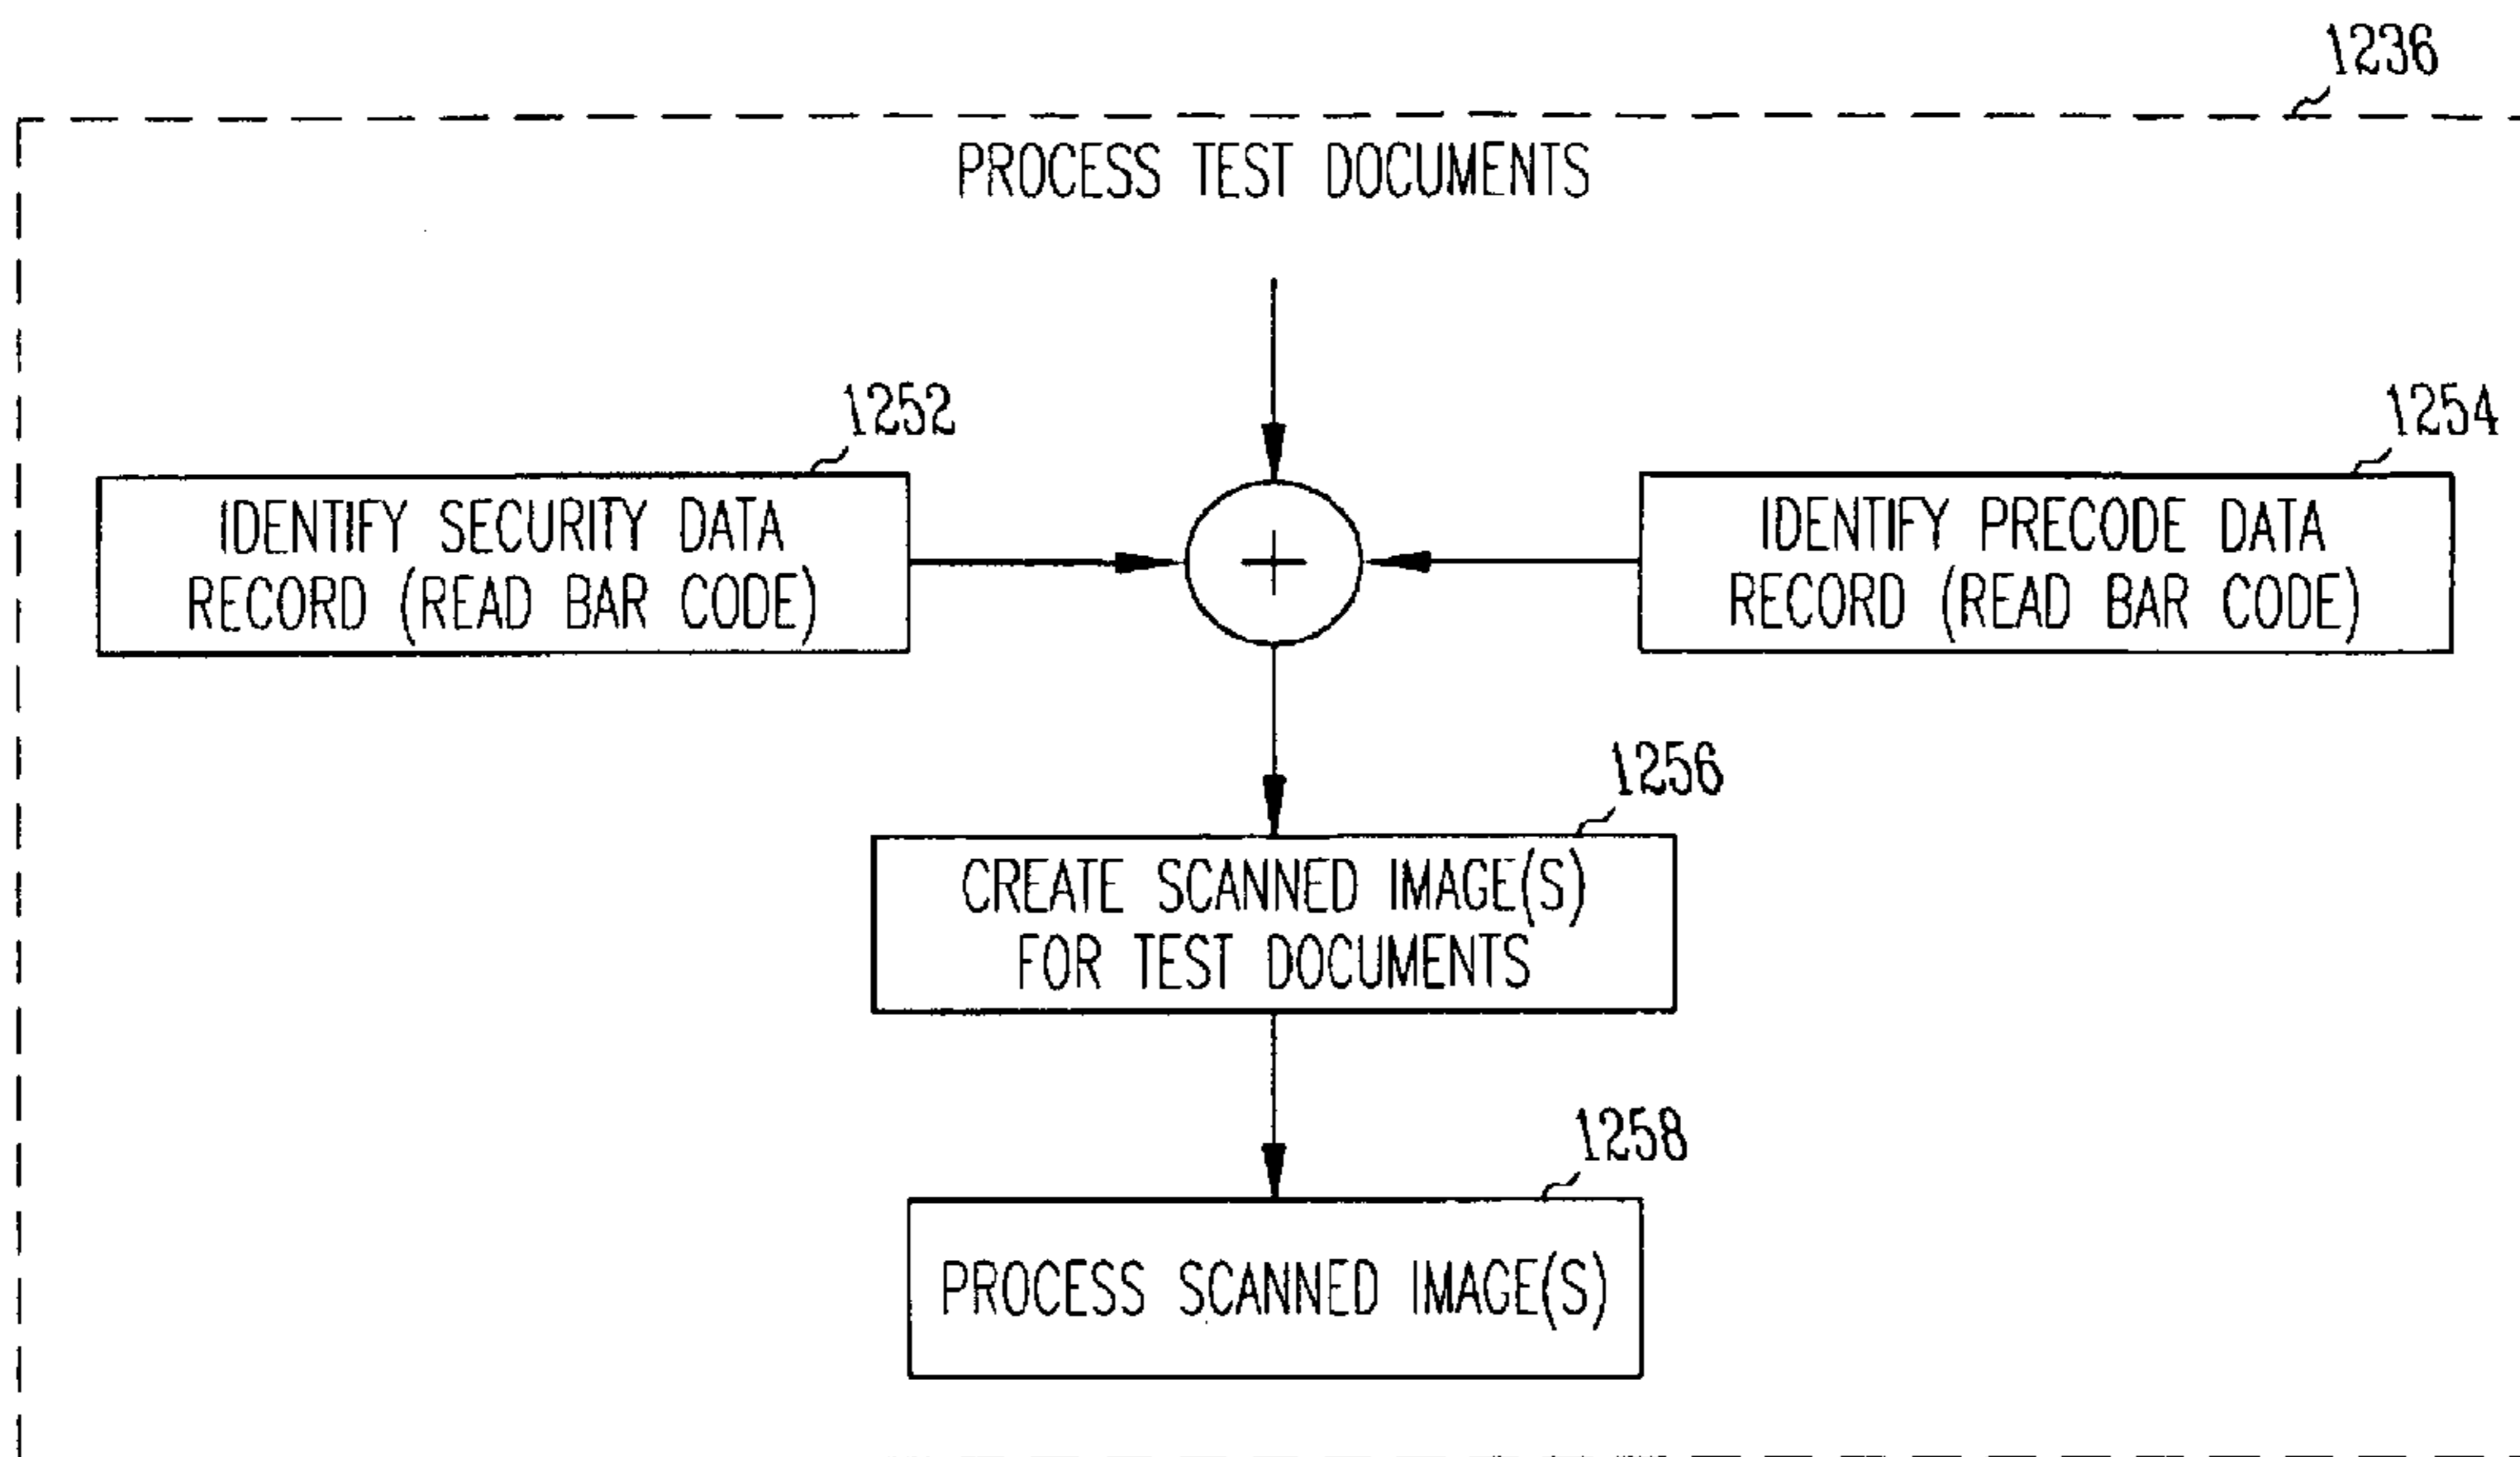 1236
PROCESS TEST DOCUMENTS
1252
1254
IDENTIFY SECURITY DATA
RECORD (READ BAR CODE)
+
IDENTIFY PRECODE DATA
RECORD (READ BAR CODE)
1256
CREATE SCANNED IMAGE(S)
FOR TEST DOCUMENTS
1258
PROCESS SCANNED IMAGE(S)